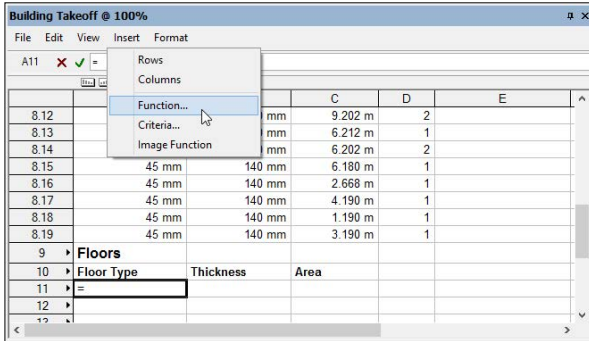 Building Takeoff @ 100%
File Edit View Insert Format
A11 =
Rows
Columns
Function...
Criteria...
Image Function
C D E
8.12 mm 9.202 m 2
8.13 mm 6.212 m 1
8.14 mm 6.202 m 2
8.15 45 mm 140 mm 6.180 m 1
8.16 45 mm 140 mm 2.668 m 1
8.17 45 mm 140 mm 4.190 m 1
8.18 45 mm 140 mm 1.190 m 1
8.19 45 mm 140 mm 3.190 m 1
9 Floors
10 Floor Type Thickness Area
11 =
12